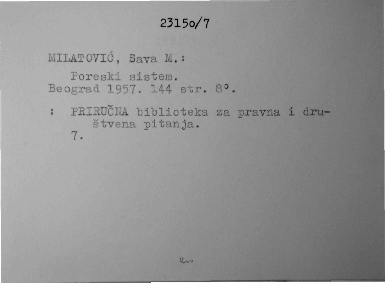 23150/7
MILATOVIĆ, Sava M.:
Poreski sistem.
Beograd 1957. 144 str. 8°.
: PRIRUČNA biblioteka za pravna i dru-
štvena pitanja.
7.